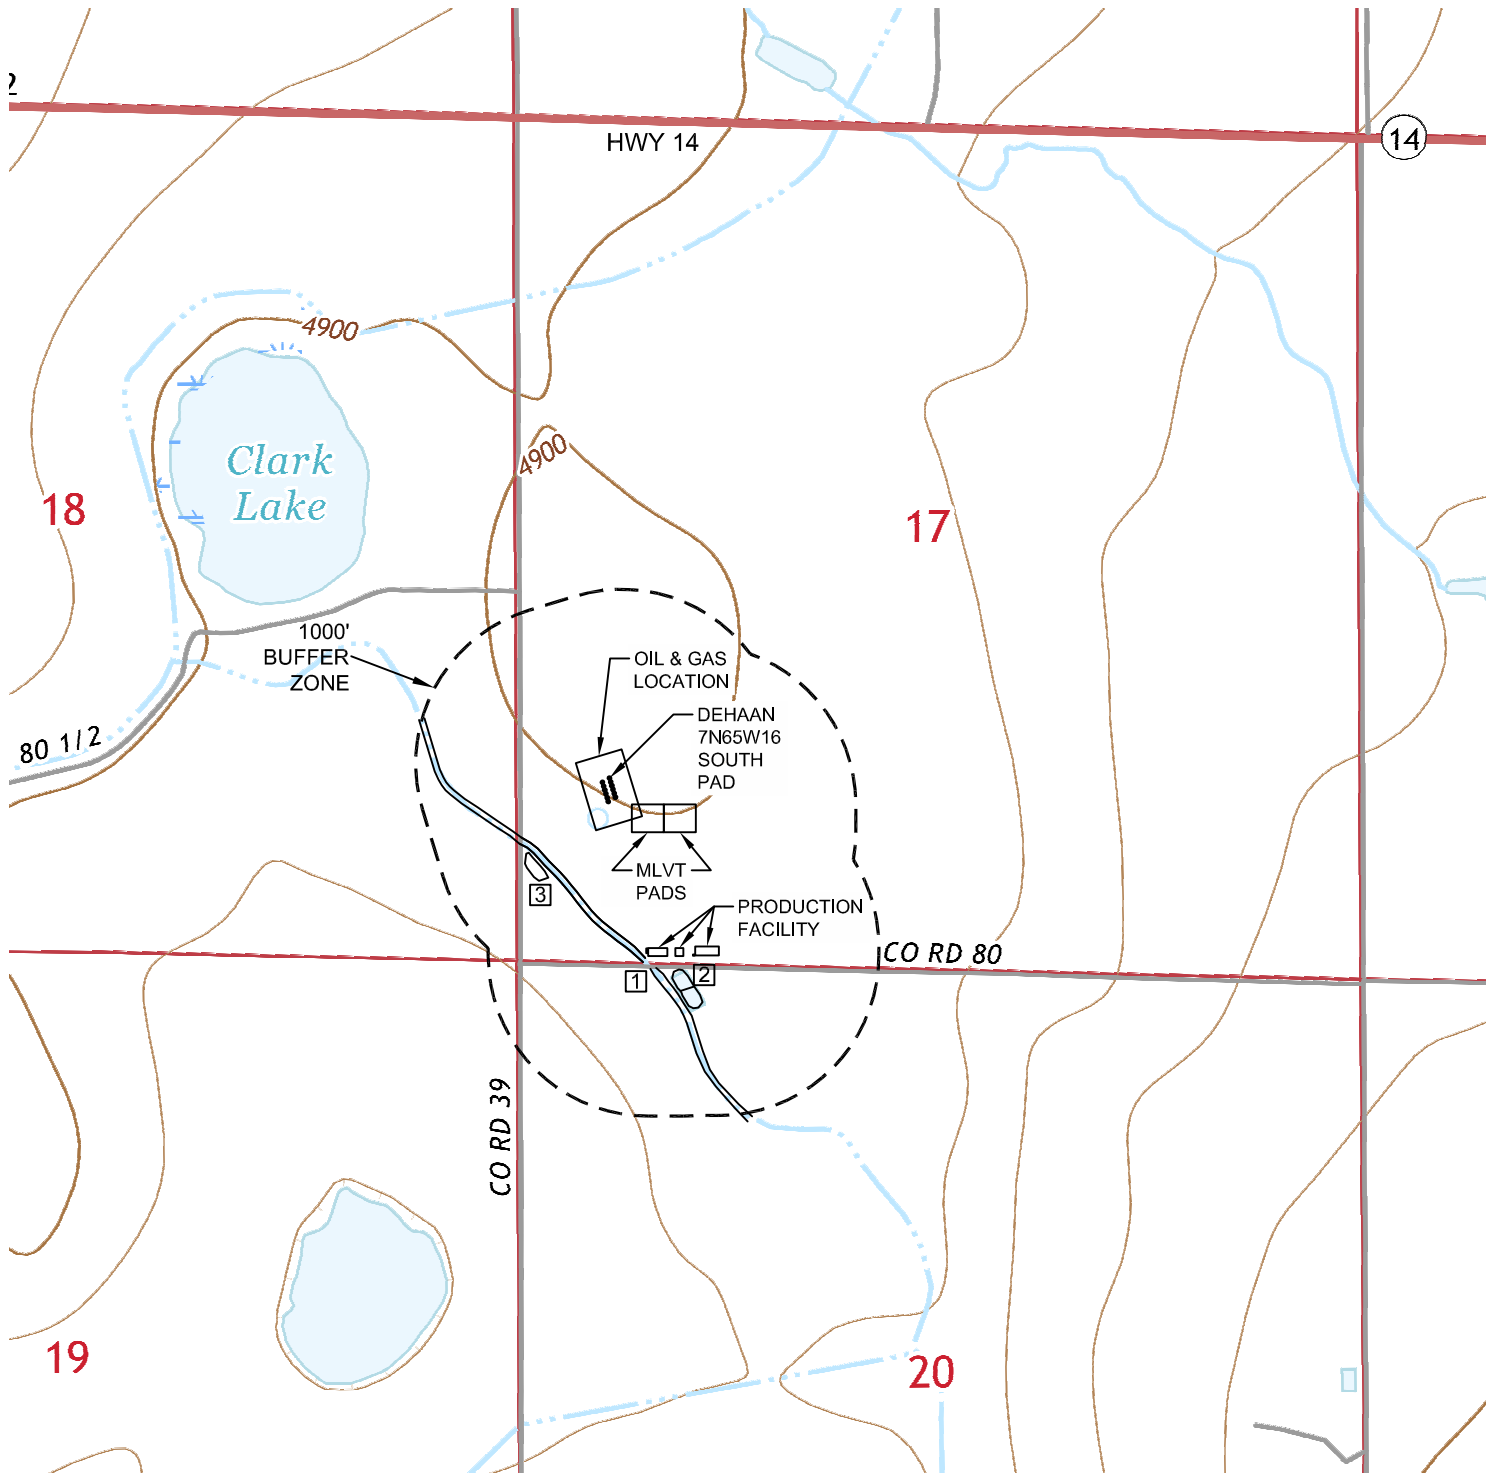 2
HWY 14
14
4900
Clark
Lake
4900
18
17
1000'
BUFFER
ZONE
OIL & GAS
LOCATION
DEHAAN
7N65W16
SOUTH
PAD
80 1/2
MLVT
PADS
3
PRODUCTION
FACILITY
CO RD 80
1
2
CO RD 39
19
20